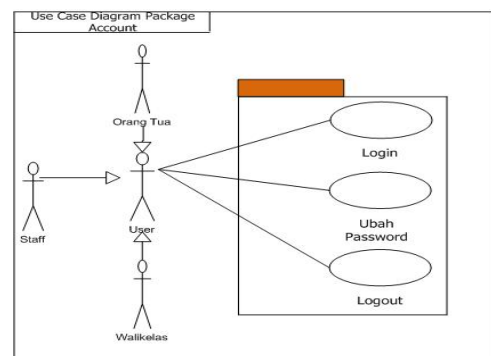 Use Case Diagram Package
Account
Orang Tua
Login
User
Staff
Ubah
Password
Walikelas
Logout